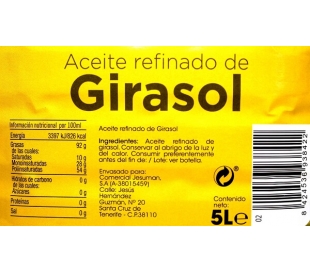 Aceite refinado de
Girasol
Información nutricional por 100ml
Energía 3397 kJ/826 kcal
Grasas 92 g
de las cuales:
Saturadas 10 g
Monoinsaturadas 28 g
Poliinsaturadas 54 g
Hidratos de carbono 0 g
de los cuales:
Azúcares 0 g
Proteínas 0 g
Sal 0 g
Aceite refinado de Girasol
Ingredientes: Aceite refinado de
girasol. Conservar al abrigo de la luz y
del calor. Consumir preferentemente
antes del fin de: / Lote: ver botella.
Envasado para:
Comercial Jesuman,
S.A (A-38015459)
Calle: Jesús
Hernández
Guzmán, Nº 20
Santa Cruz de
Tenerife - C.P.38110
Contenido
neto:
5L e
02
8424536936422